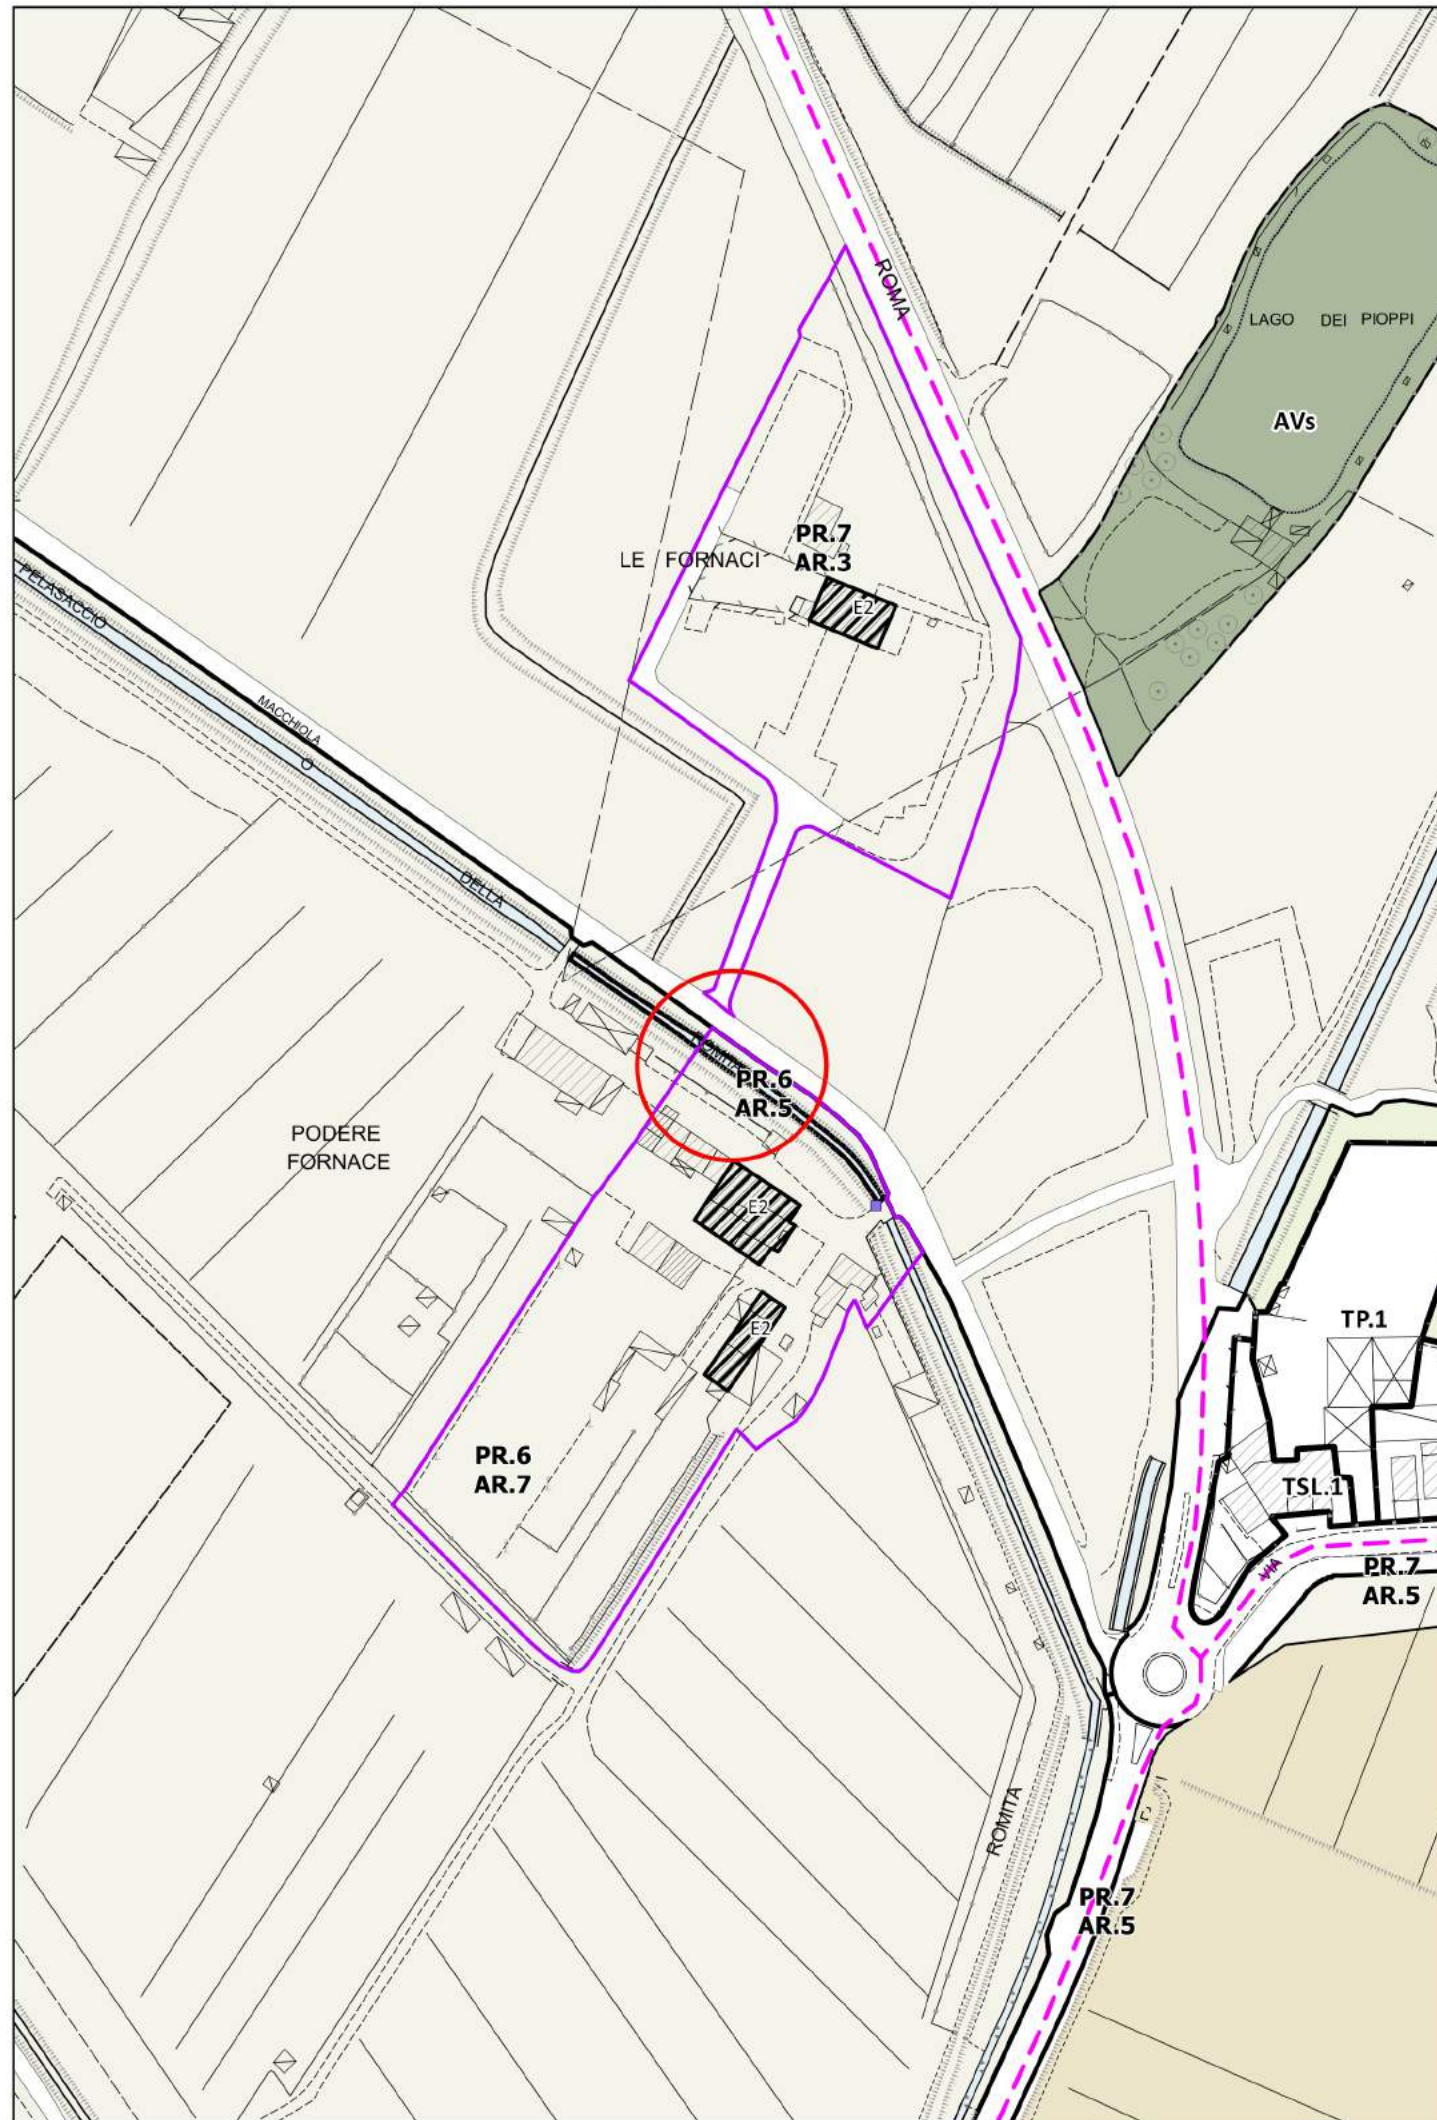 ROMA
LAGO DEI PIOPPI
AVs
PR.7
AR.3
LE FORNACI
E2
PELASACCIO
MACCHIOLA
O
DELLA
ROMITA
PR.6
AR.5
PODERE
FORNACE
E2
E2
TP.1
PR.6
AR.7
TSL.1
VIA
PR.7
AR.5
ROMITA
PR.7
AR.5